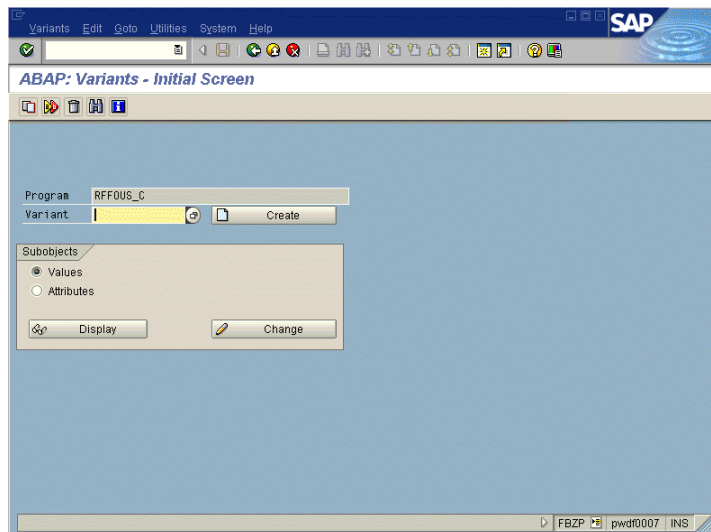 Variants Edit Goto Utilities System Help
SAP
ABAP: Variants - Initial Screen
Program RFFOUS_C
Variant Create
Subobjects
Values
Attributes
Display Change
FBZP pwdf0007 INS